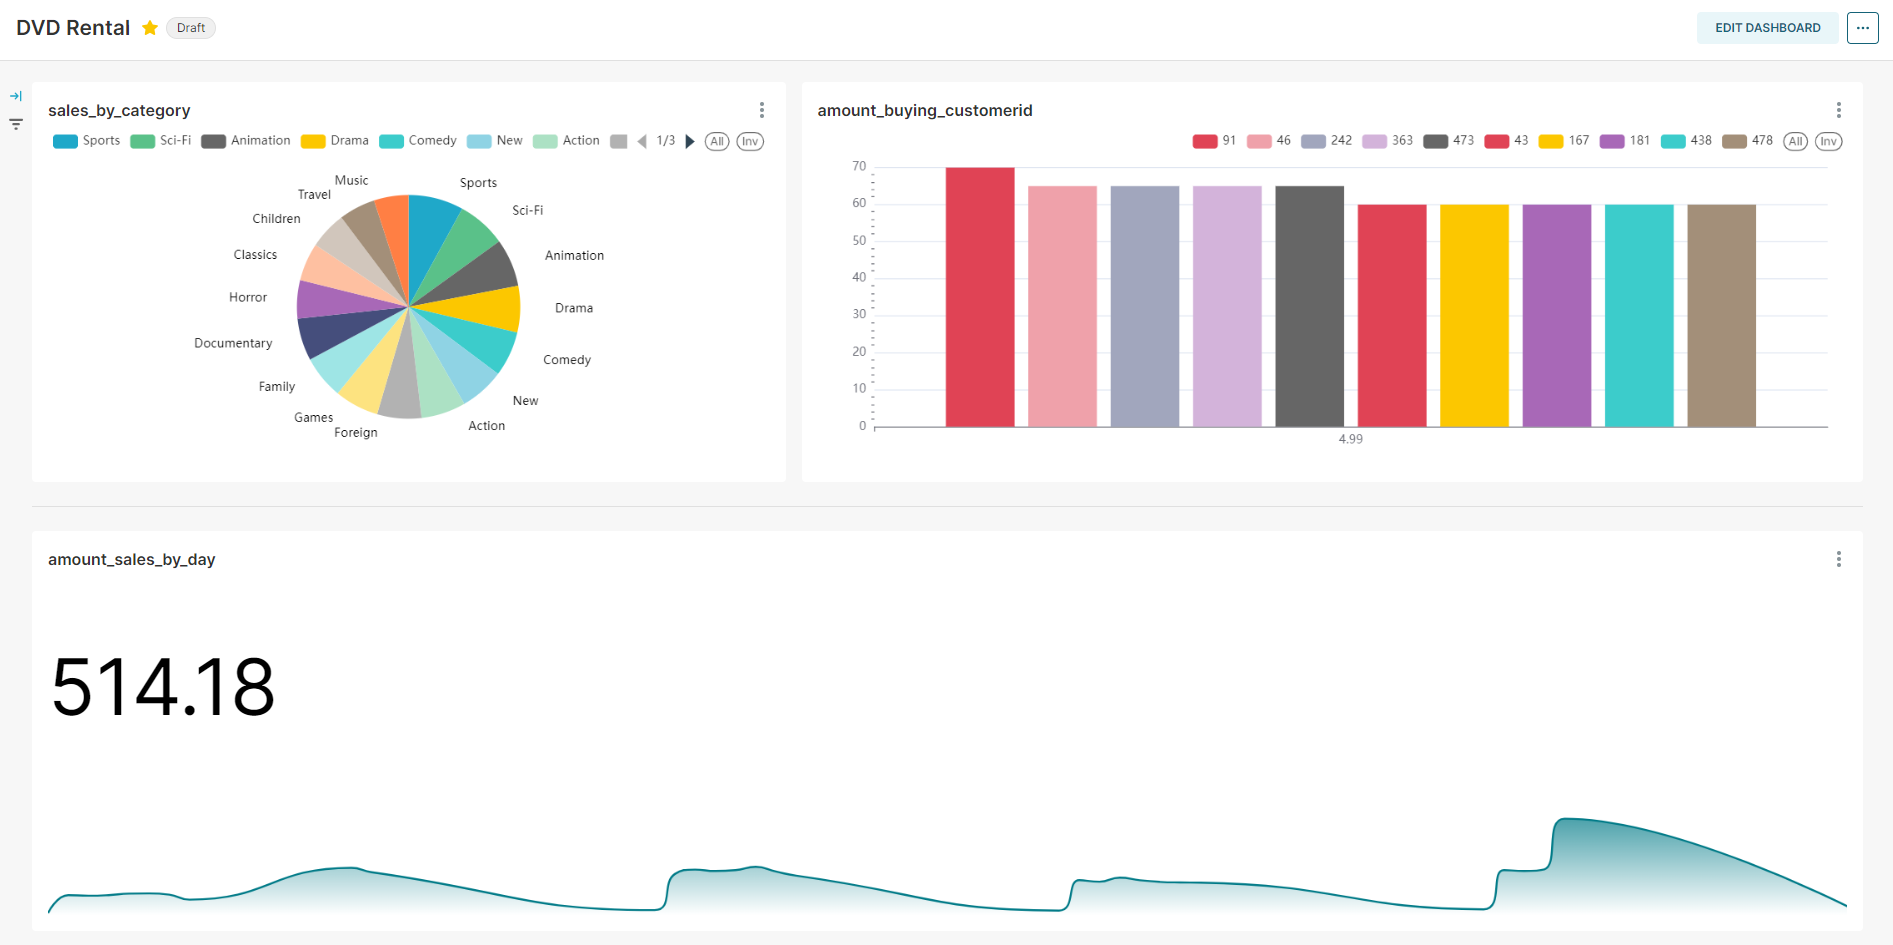 DVD Rental Draft EDIT DASHBOARD ...
sales_by_category
Sports Sci-Fi Animation Drama Comedy New Action 1/3 All Inv
Music
Sports
Travel
Sci-Fi
Children
Classics
Animation
Horror
Drama
Documentary
Comedy
Family
New
Games
Action
Foreign
amount_buying_customerid
91 46 242 363 473 43 167 181 438 478 All Inv
70
60
50
40
30
20
10
0
4.99
amount_sales_by_day
514.18